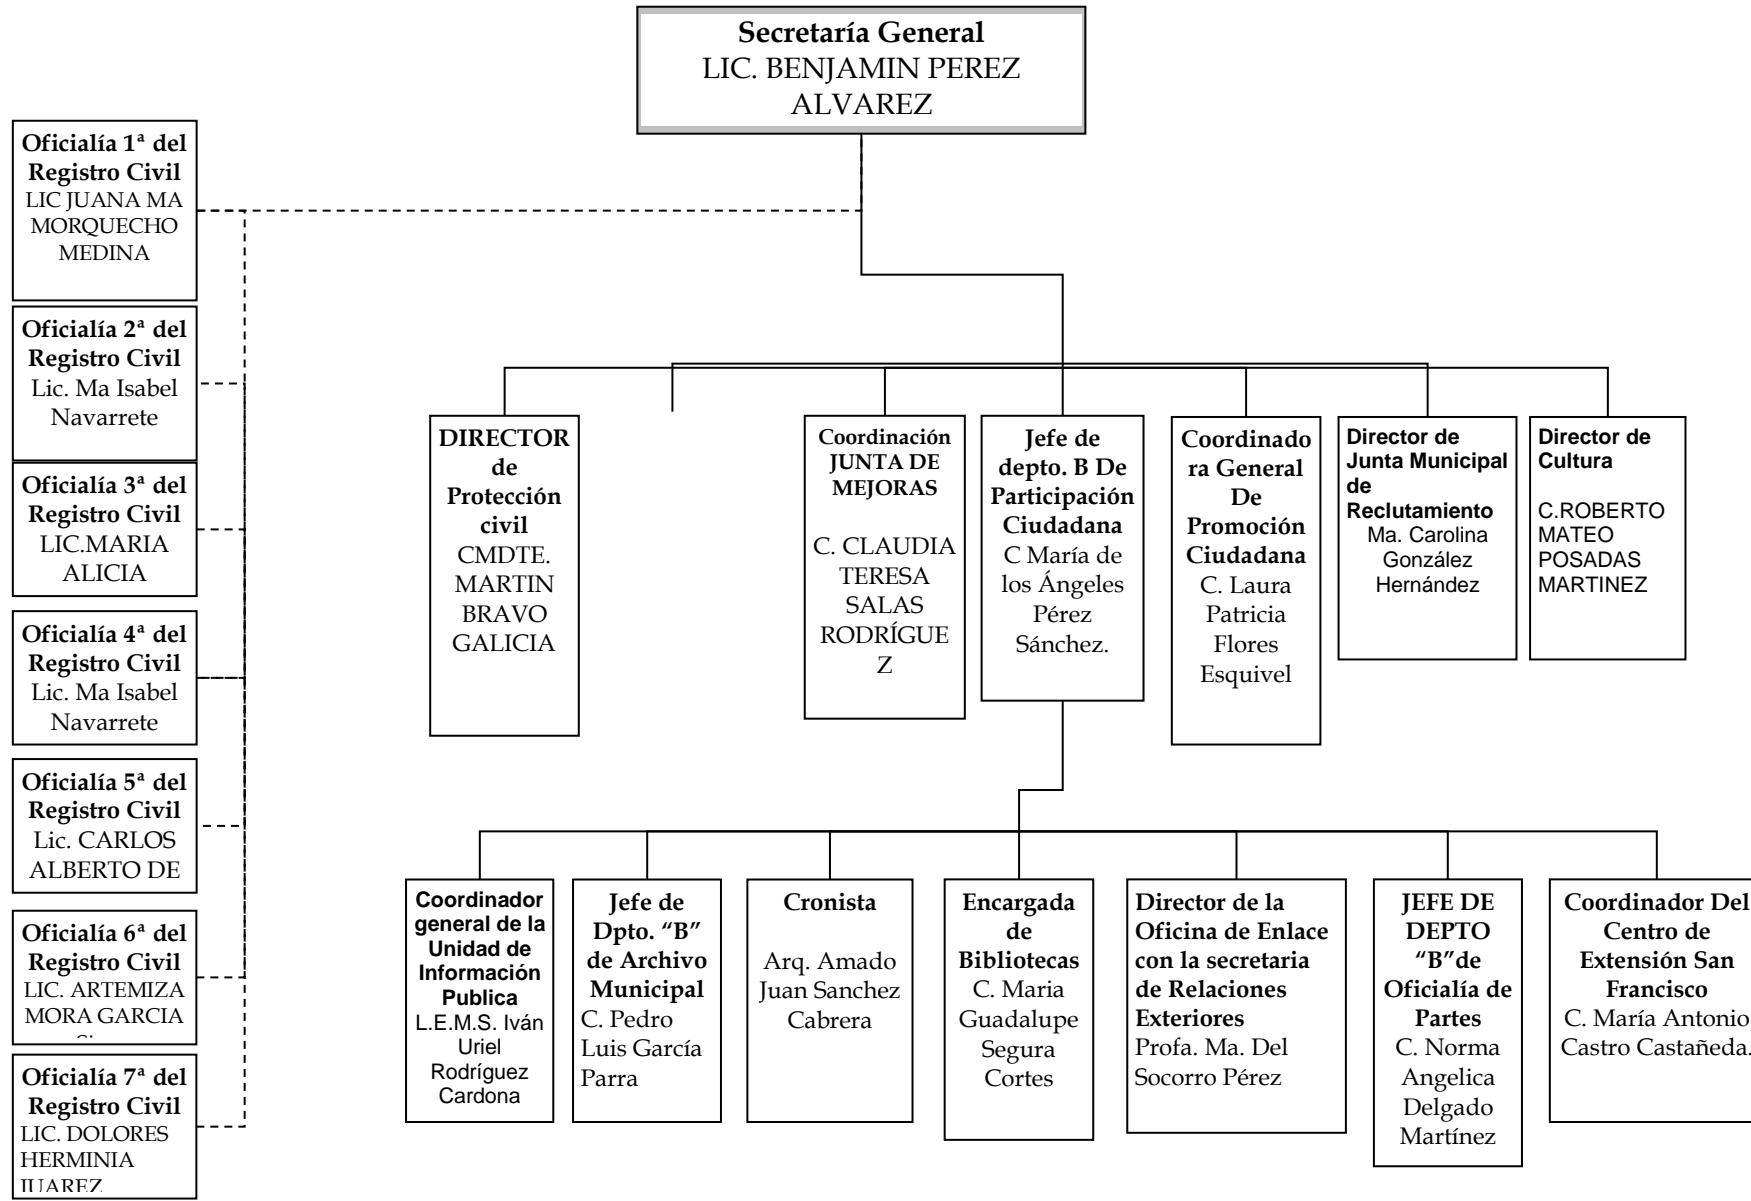 Secretaría General
LIC. BENJAMIN PEREZ
ALVAREZ
Oficialía 1ª del
Registro Civil
LIC JUANA MA
MORQUECHO
MEDINA
Oficialía 2ª del
Registro Civil
Lic. Ma Isabel
Navarrete
Oficialía 3ª del
Registro Civil
LIC.MARIA
ALICIA
Oficialía 4ª del
Registro Civil
Lic. Ma Isabel
Navarrete
Oficialía 5ª del
Registro Civil
Lic. CARLOS
ALBERTO DE
Oficialía 6ª del
Registro Civil
LIC. ARTEMIZA
MORA GARCIA
Oficialía 7ª del
Registro Civil
LIC. DOLORES
HERMINIA
JUAREZ
DIRECTOR
de
Protección
civil
CMDTE.
MARTIN
BRAVO
GALICIA
Coordinación
JUNTA DE
MEJORAS
C. CLAUDIA
TERESA
SALAS
RODRÍGUE
Z
Jefe de
depto. B De
Participación
Ciudadana
C María de
los Ángeles
Pérez
Sánchez.
Coordinado
ra General
De
Promoción
Ciudadana
C. Laura
Patricia
Flores
Esquivel
Director de
Junta Municipal
de
Reclutamiento
Ma. Carolina
González
Hernández
Director de
Cultura
C.ROBERTO
MATEO
POSADAS
MARTINEZ
Coordinador
general de la
Unidad de
Información
Publica
L.E.M.S. Iván
Uriel
Rodríguez
Cardona
Jefe de
Dpto. “B”
de Archivo
Municipal
C. Pedro
Luis García
Parra
Cronista
Arq. Amado
Juan Sanchez
Cabrera
Encargada
de
Bibliotecas
C. Maria
Guadalupe
Segura
Cortes
Director de la
Oficina de Enlace
con la secretaria
de Relaciones
Exteriores
Profa. Ma. Del
Socorro Pérez
JEFE DE
DEPTO
“B”de
Oficialía de
Partes
C. Norma
Angelica
Delgado
Martínez
Coordinador Del
Centro de
Extensión San
Francisco
C. María Antonio
Castro Castañeda.